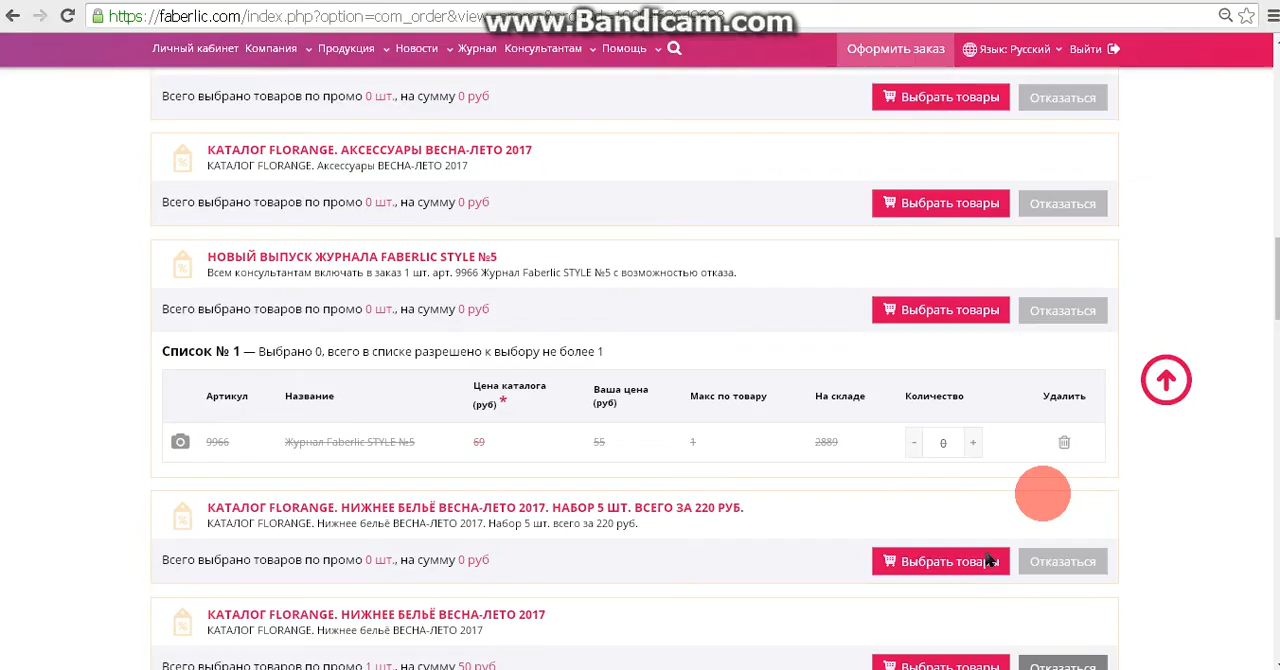 https://faberlic.com/index.php?option=com_order&view
www.Bandicam.com
Личный кабинет Компания Продукция Новости Журнал Консультантам Помощь Оформить заказ Язык: Русский Выйти
Всего выбрано товаров по промо 0 шт., на сумму 0 руб Выбрать товары Отказаться
КАТАЛОГ FLORANGE. АКСЕССУАРЫ ВЕСНА-ЛЕТО 2017
КАТАЛОГ FLORANGE. Аксессуары ВЕСНА-ЛЕТО 2017
Всего выбрано товаров по промо 0 шт., на сумму 0 руб Выбрать товары Отказаться
НОВЫЙ ВЫПУСК ЖУРНАЛА FABERLIC STYLE №5
Всем консультантам включать в заказ 1 шт. арт. 9966 Журнал Faberlic STYLE №5 с возможностью отказа.
Всего выбрано товаров по промо 0 шт., на сумму 0 руб Выбрать товары Отказаться
Список № 1 — Выбрано 0, всего в списке разрешено к выбору не более 1
Артикул Название Цена каталога (руб) * Ваша цена (руб) Макс по товару На складе Количество Удалить
9966 Журнал Faberlic STYLE №5 69 55 1 2889 - 0 +
КАТАЛОГ FLORANGE. НИЖНЕЕ БЕЛЬЁ ВЕСНА-ЛЕТО 2017. НАБОР 5 ШТ. ВСЕГО ЗА 220 РУБ.
КАТАЛОГ FLORANGE. Нижнее бельё ВЕСНА-ЛЕТО 2017. Набор 5 шт. всего за 220 руб.
Всего выбрано товаров по промо 0 шт., на сумму 0 руб Выбрать товары Отказаться
КАТАЛОГ FLORANGE. НИЖНЕЕ БЕЛЬЁ ВЕСНА-ЛЕТО 2017
КАТАЛОГ FLORANGE. Нижнее бельё ВЕСНА-ЛЕТО 2017
Всего выбрано товаров по промо 1 шт., на сумму 50 руб Выбрать товары Отказаться